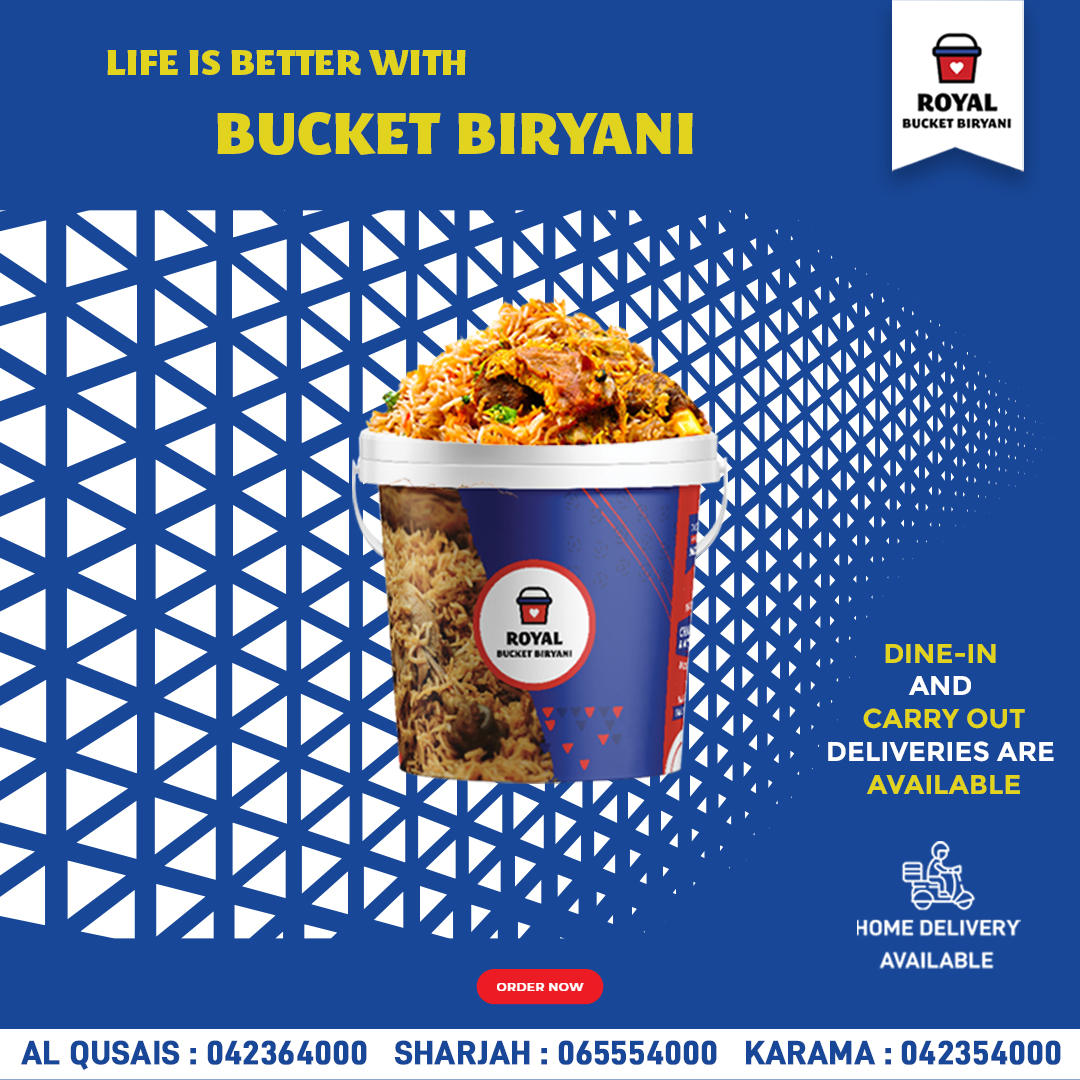 LIFE IS BETTER WITH
BUCKET BIRYANI
ROYAL
BUCKET BIRYANI
ROYAL
BUCKET BIRYANI
DINE-IN
AND
CARRY OUT
DELIVERIES ARE
AVAILABLE
HOME DELIVERY
AVAILABLE
ORDER NOW
AL QUSAIS : 042364000 SHARJAH : 065554000 KARAMA : 042354000